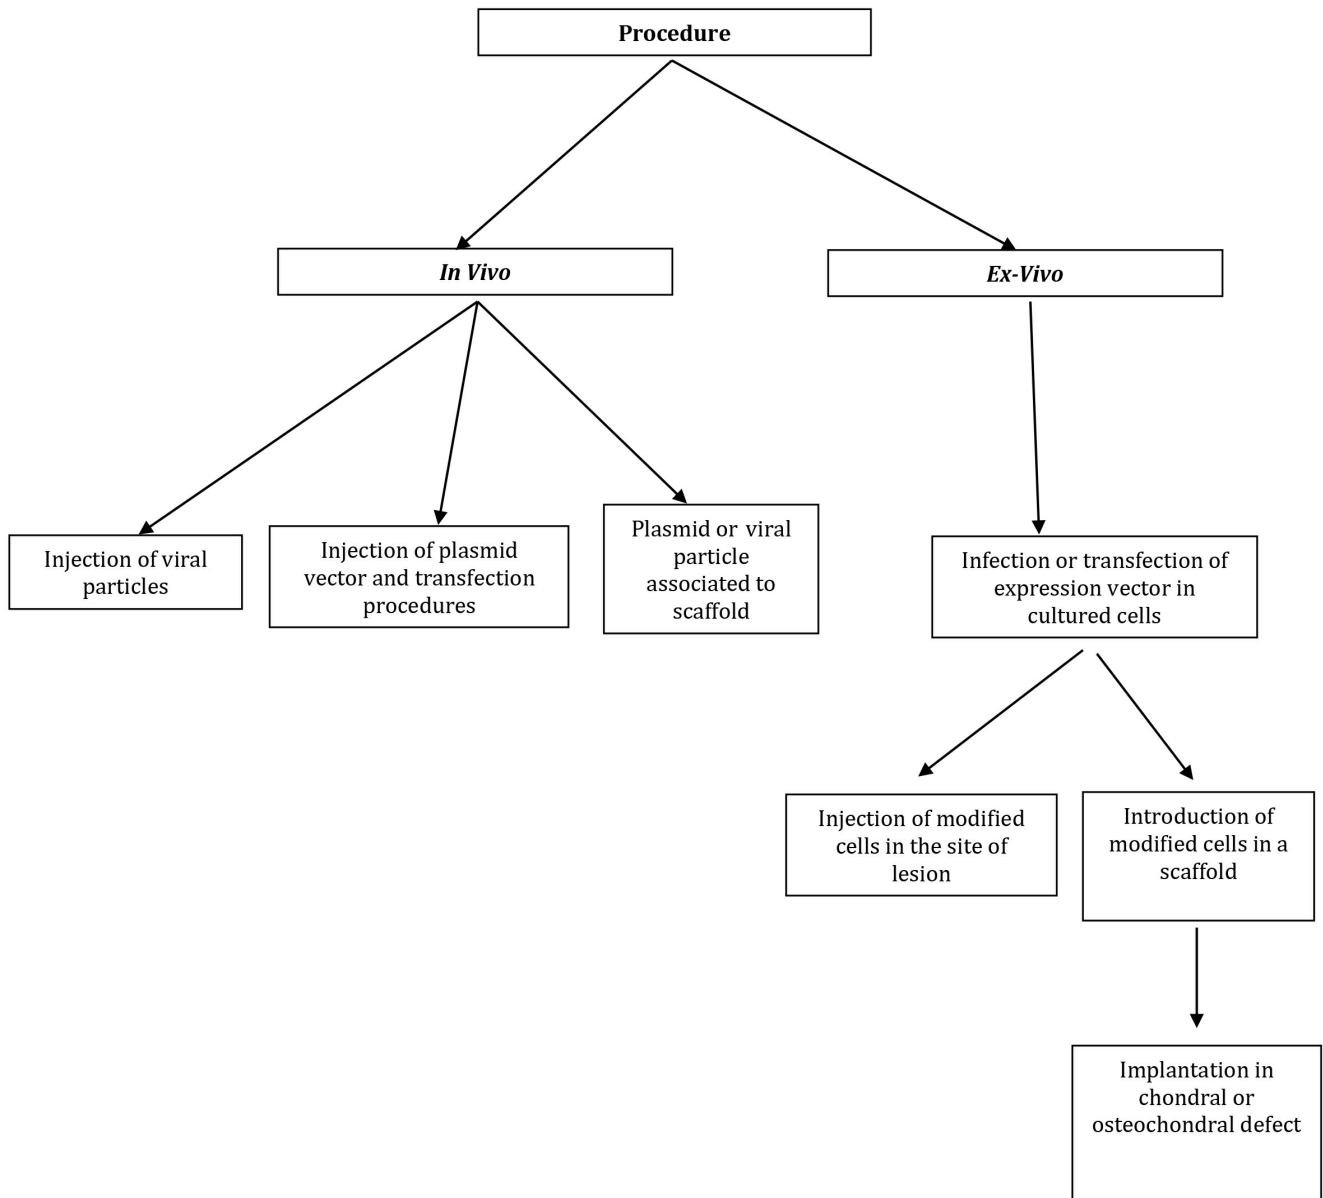 Procedure
In Vivo
Ex-Vivo
Injection of viral
particles
Injection of plasmid
vector and transfection
procedures
Plasmid or viral
particle
associated to
scaffold
Infection or transfection of
expression vector in
cultured cells
Injection of modified
cells in the site of
lesion
Introduction of
modified cells in a
scaffold
Implantation in
chondral or
osteochondral defect